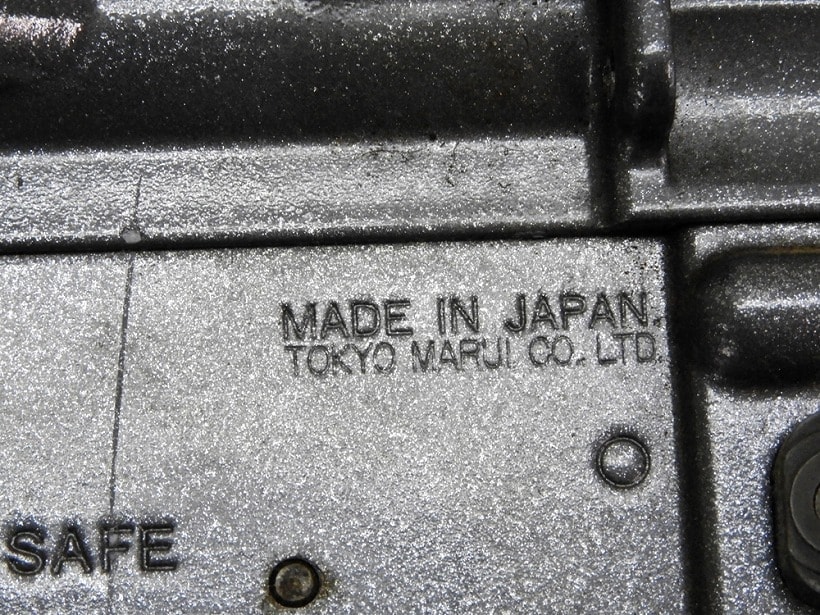 MADE IN JAPAN.
TOKYO MARUI CO. LTD.
SAFE